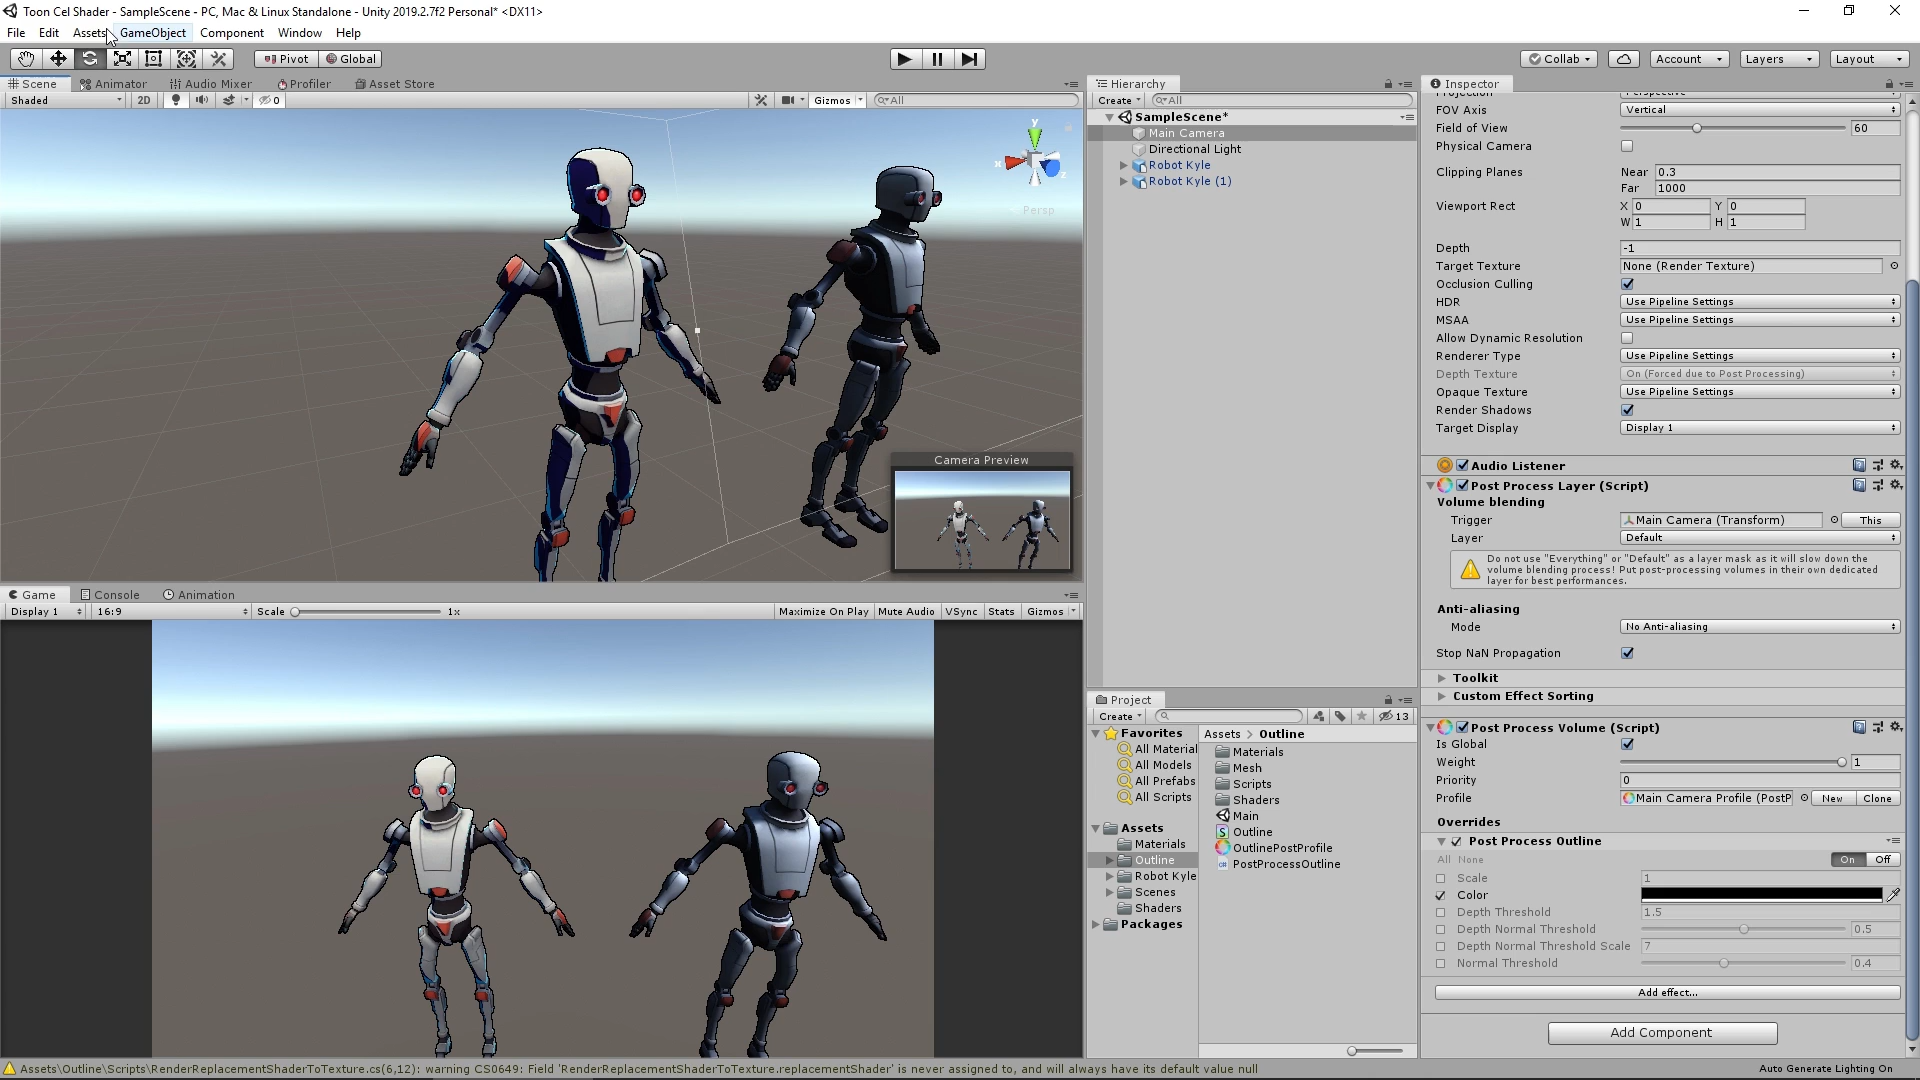 Toon Cel Shader - SampleScene - PC, Mac & Linux Standalone - Unity 2019.2.7f2 Personal* <DX11>
File Edit Assets GameObject Component Window Help
Pivot Global
Collab Account Layers Layout
Scene Animator Audio Mixer Profiler Asset Store
Shaded 2D 0 Gizmos All
y
x
z
Persp
Camera Preview
Game Console Animation
Display 1 16:9 Scale 1x Maximize On Play Mute Audio VSync Stats Gizmos
Hierarchy
Create All
SampleScene*
Main Camera
Directional Light
Robot Kyle
Robot Kyle (1)
Project
Create 13
Favorites
All Material
All Models
All Prefabs
All Scripts
Assets
Materials
Outline
Robot Kyle
Scenes
Shaders
Packages
Assets > Outline
Materials
Mesh
Scripts
Shaders
Main
Outline
OutlinePostProfile
PostProcessOutline
Inspector
Projection Perspective
FOV Axis Vertical
Field of View 60
Physical Camera
Clipping Planes Near 0.3
Far 1000
Viewport Rect X 0 Y 0
W 1 H 1
Depth -1
Target Texture None (Render Texture)
Occlusion Culling
HDR Use Pipeline Settings
MSAA Use Pipeline Settings
Allow Dynamic Resolution
Renderer Type Use Pipeline Settings
Depth Texture On (Forced due to Post Processing)
Opaque Texture Use Pipeline Settings
Render Shadows
Target Display Display 1
Audio Listener
Post Process Layer (Script)
Volume blending
Trigger Main Camera (Transform) This
Layer Default
Do not use "Everything" or "Default" as a layer mask as it will slow down the
volume blending process! Put post-processing volumes in their own dedicated
layer for best performances.
Anti-aliasing
Mode No Anti-aliasing
Stop NaN Propagation
Toolkit
Custom Effect Sorting
Post Process Volume (Script)
Is Global
Weight 1
Priority 0
Profile Main Camera Profile (PostP New Clone
Overrides
Post Process Outline
All None On Off
Scale 1
Color
Depth Threshold 1.5
Depth Normal Threshold 0.5
Depth Normal Threshold Scale 7
Normal Threshold 0.4
Add effect...
Add Component
Assets\Outline\Scripts\RenderReplacementShaderToTexture.cs(6,12): warning CS0649: Field 'RenderReplacementShaderToTexture.replacementShader' is never assigned to, and will always have its default value null
Auto Generate Lighting On